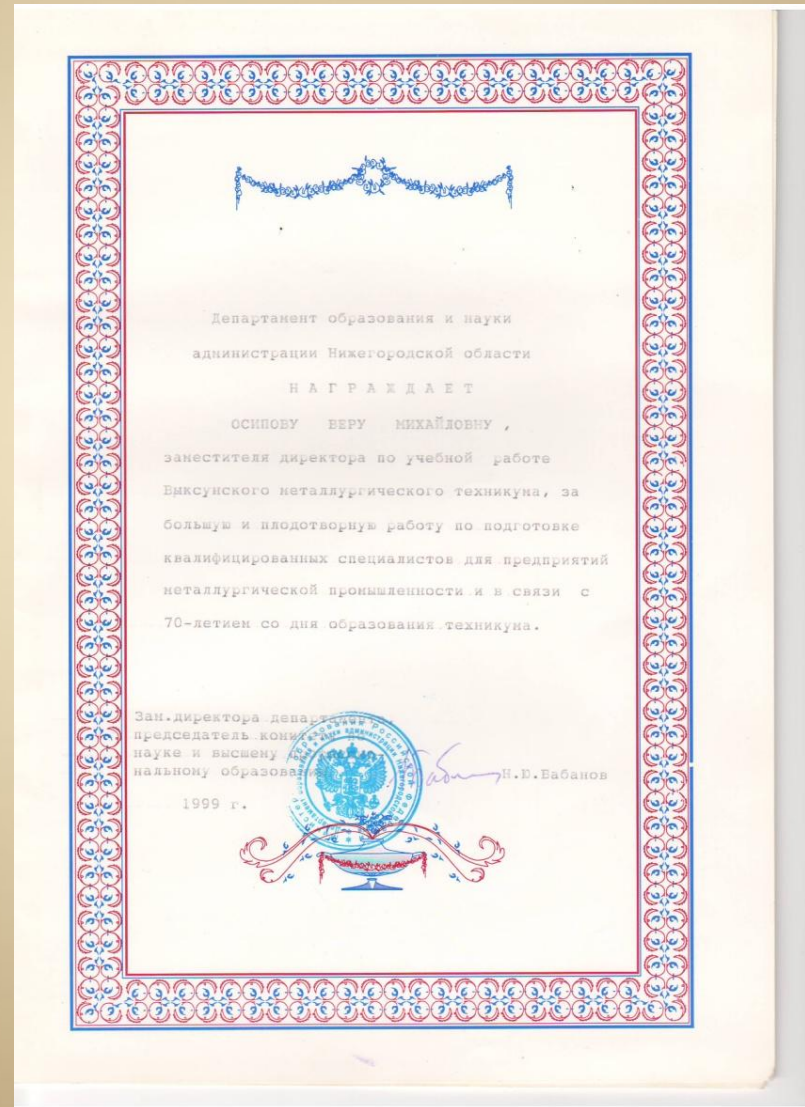 Департамент образования и науки
администрации Нижегородской области
НАГРАЖДАЕТ
ОСИПОВУ ВЕРУ МИХАЙЛОВНУ ,
заместителя директора по учебной работе
Выксунского металлургического техникума, за
большую и плодотворную работу по подготовке
квалифицированных специалистов для предприятий
металлургической промышленности и в связи с
70-летием со дня образования техникума.
Зам.директора
председатель
науке и высшему
нальному
Н.Ю.Бабанов
1999 г.